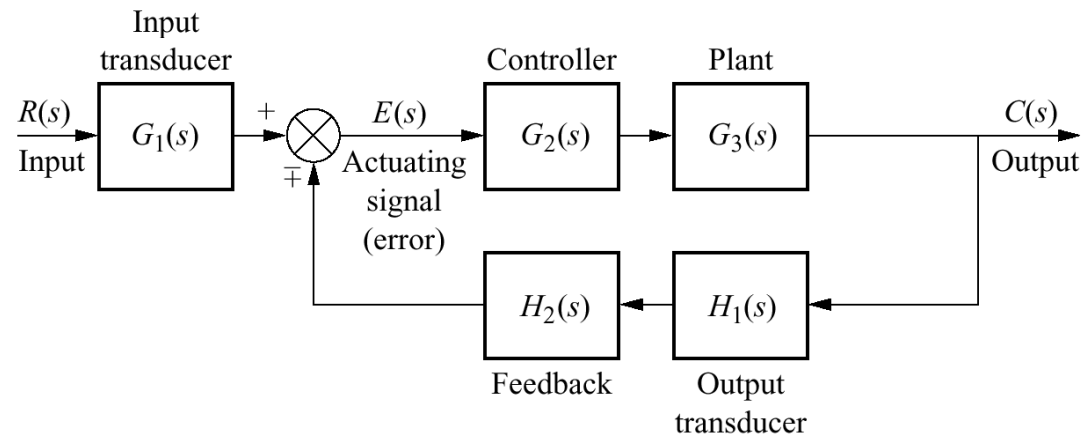 Input
transducer
Controller
Plant
R(s)
G₁(s)
+
E(s)
G₂(s)
G₃(s)
C(s)
Input
∓
Actuating
signal
(error)
Output
H₂(s)
H₁(s)
Feedback
Output
transducer